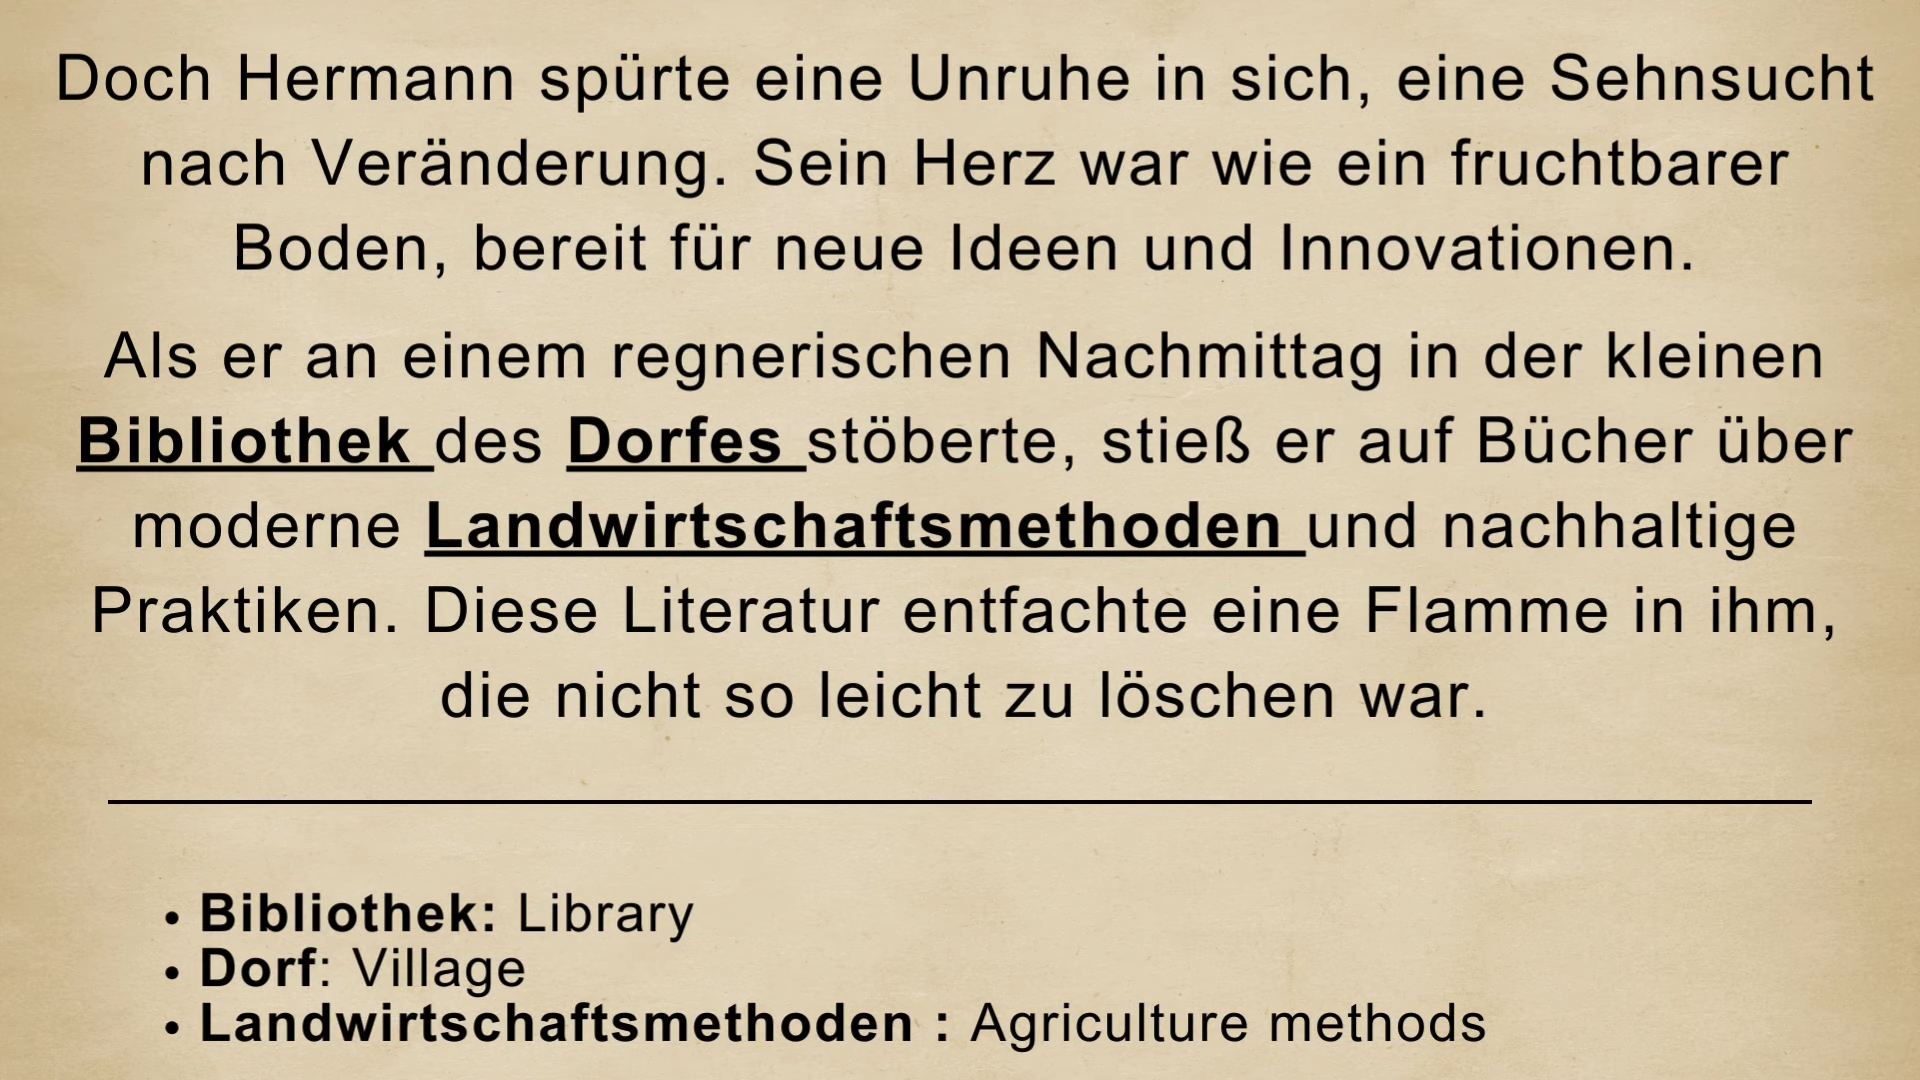 Doch Hermann spürte eine Unruhe in sich, eine Sehnsucht
nach Veränderung. Sein Herz war wie ein fruchtbarer
Boden, bereit für neue Ideen und Innovationen.
Als er an einem regnerischen Nachmittag in der kleinen
Bibliothek des Dorfes stöberte, stieß er auf Bücher über
moderne Landwirtschaftsmethoden und nachhaltige
Praktiken. Diese Literatur entfachte eine Flamme in ihm,
die nicht so leicht zu löschen war.
• Bibliothek: Library
• Dorf: Village
• Landwirtschaftsmethoden : Agriculture methods